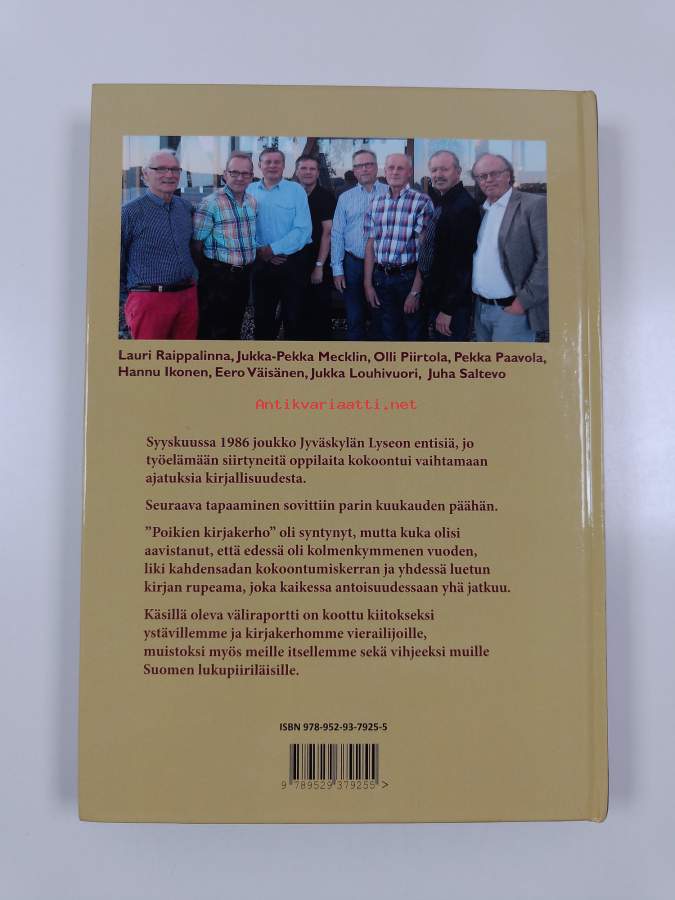 Lauri Raippalinna, Jukka-Pekka Mecklin, Olli Piirtola, Pekka Paavola,
Hannu Ikonen, Eero Väisänen, Jukka Louhivuori, Juha Saltevo
Antikvariaatti.net
Syyskuussa 1986 joukko Jyväskylän Lyseon entisiä, jo
työelämään siirtyneitä oppilaita kokoontui vaihtamaan
ajatuksia kirjallisuudesta.
Seuraava tapaaminen sovittiin parin kuukauden päähän.
”Poikien kirjakerho” oli syntynyt, mutta kuka olisi
aavistanut, että edessä oli kolmenkymmenen vuoden,
liki kahdensadan kokoontumiskerran ja yhdessä luetun
kirjan rupeama, joka kaikessa antoisuudessaan yhä jatkuu.
Käsillä oleva väliraportti on koottu kiitokseksi
ystävillemme ja kirjakerhomme vierailijoille,
muistoksi myös meille itsellemme sekä vihjeeksi muille
Suomen lukupiiriläisille.
ISBN 978-952-93-7925-5
9 789529 379255 >